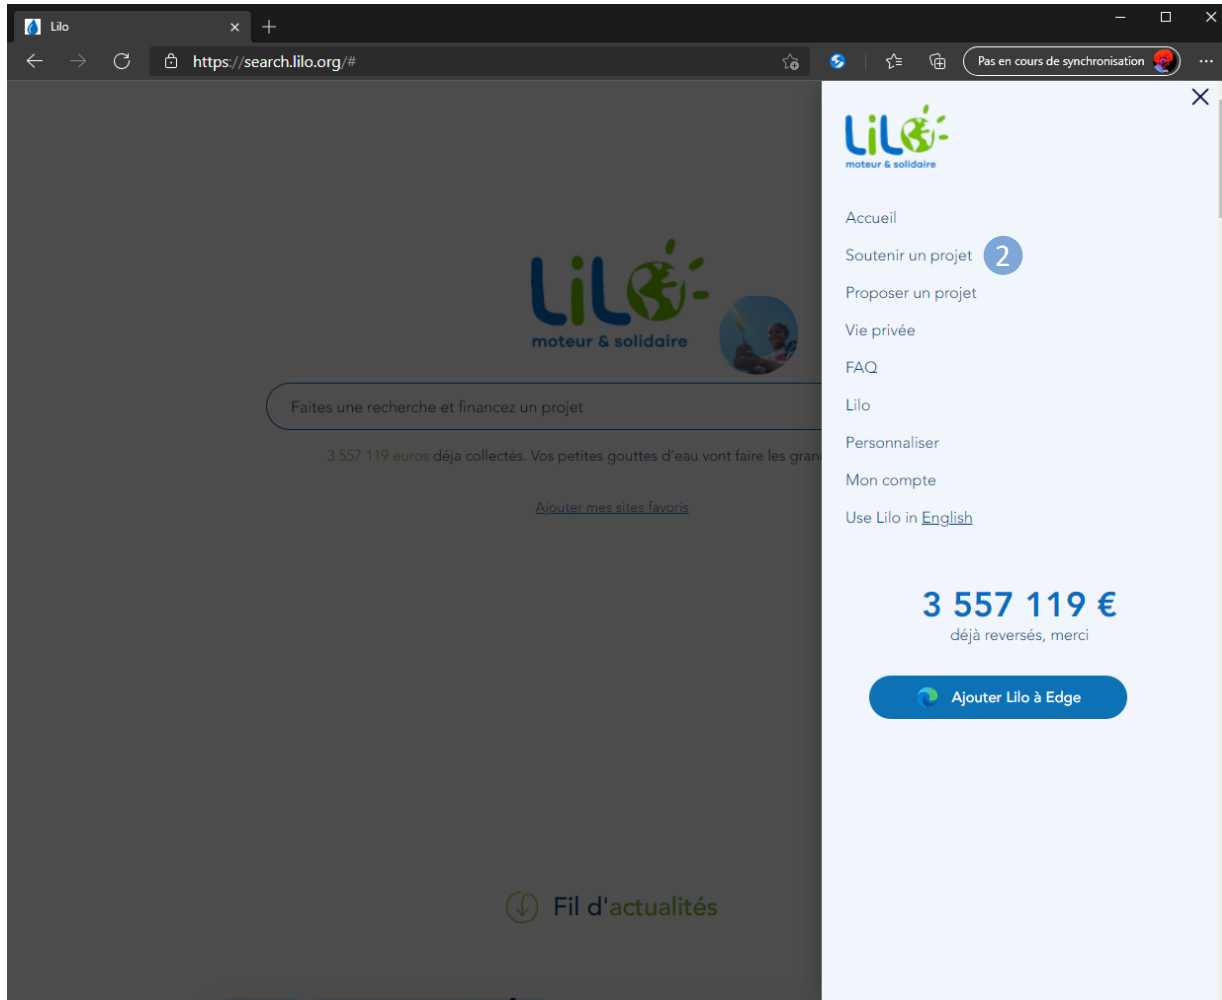 Lilo
https://search.lilo.org/#
Pas en cours de synchronisation
LiLO
moteur & solidaire
Faites une recherche et financez un projet
3 557 119 euros déja collectés. Vos petites gouttes d'eau vont faire les gran
Ajouter mes sites favoris
Fil d'actualités
LiLO
moteur & solidaire
Accueil
Soutenir un projet 2
Proposer un projet
Vie privée
FAQ
Lilo
Personnaliser
Mon compte
Use Lilo in English
3 557 119 €
déjà reversés, merci
Ajouter Lilo à Edge